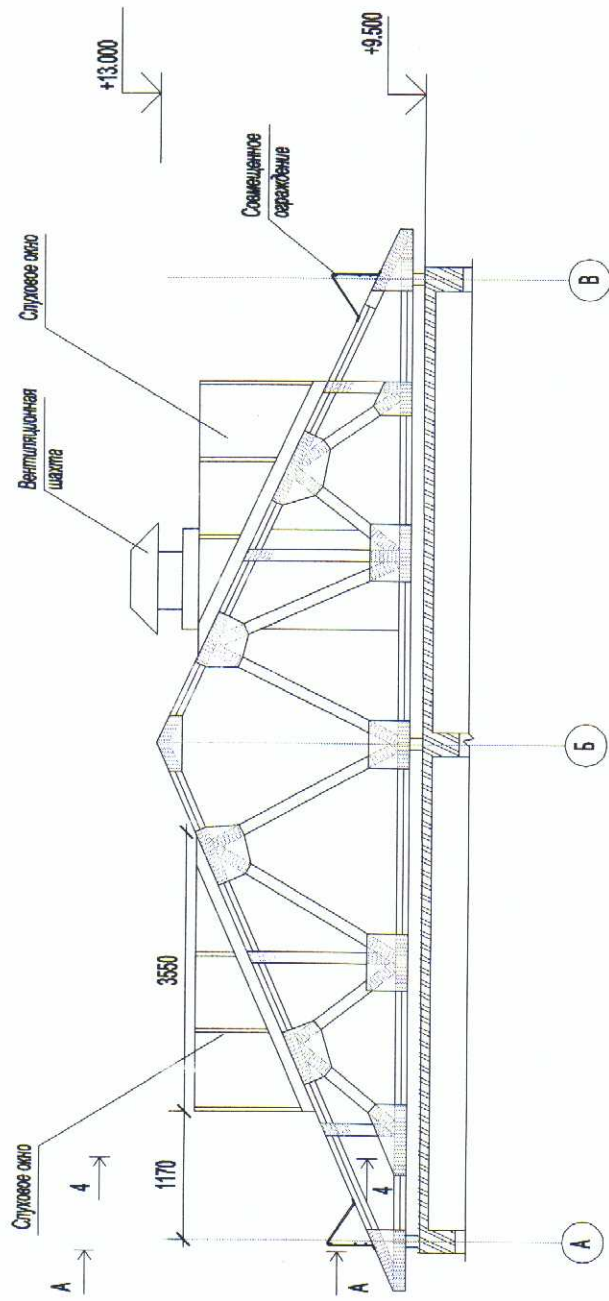 +13.000
+9.500
Слуховое окно
Вентиляционная
шахта
Совмещенное
ограждение
Слуховое окно
3550
1170
4
4
А
А
А
Б
В